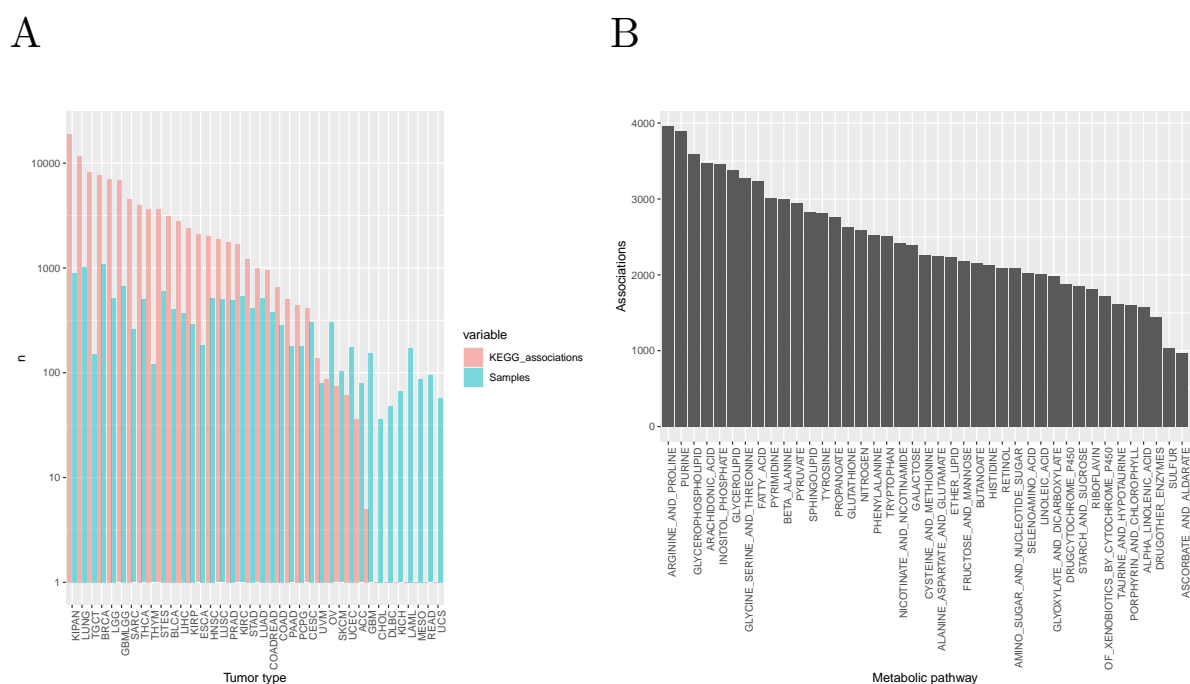 A
B
10000
1000
100
10
1
n
KIPAN
LUNG
TGCT
BRCA
LGG
GBMLGG
SARC
THCA
THYM
STES
BLCA
LIHC
KIRP
ESCA
HNSC
LUSC
PRAD
KIRC
STAD
LUAD
COADREAD
COAD
PAAD
PCPG
CESC
UVM
OV
SKCM
UCEC
ACC
GBM
CHOL
DLBC
KICH
LAML
MESO
READ
UCS
Tumor type
variable
KEGG_associations
Samples
4000
3000
2000
1000
0
Associations
ARGININE_AND_PROLINE
PURINE
GLYCEROPHOSPHOLIPID
ARACHIDONIC_ACID
INOSITOL_PHOSPHATE
GLYCEROLIPID
GLYCINE_SERINE_AND_THREONINE
FATTY_ACID
PYRIMIDINE
BETA_ALANINE
PYRUVATE
SPHINGOLIPID
TYROSINE
PROPANOATE
GLUTATHIONE
NITROGEN
PHENYLALANINE
TRYPTOPHAN
NICOTINATE_AND_NICOTINAMIDE
GALACTOSE
CYSTEINE_AND_METHIONINE
ALANINE_ASPARTATE_AND_GLUTAMATE
ETHER_LIPID
FRUCTOSE_AND_MANNOSE
BUTANOATE
HISTIDINE
RETINOL
AMINO_SUGAR_AND_NUCLEOTIDE_SUGAR
SELENOAMINO_ACID
LINOLEIC_ACID
GLYOXYLATE_AND_DICARBOXYLATE
DRUGCYTOCHROME_P450
STARCH_AND_SUCROSE
RIBOFLAVIN
OF_XENOBIOTICS_BY_CYTOCHROME_P450
TAURINE_AND_HYPOTAURINE
PORPHYRIN_AND_CHLOROPHYLL
ALPHA_LINOLENIC_ACID
DRUGOTHER_ENZYMES
SULFUR
ASCORBATE_AND_ALDARATE
Metabolic pathway